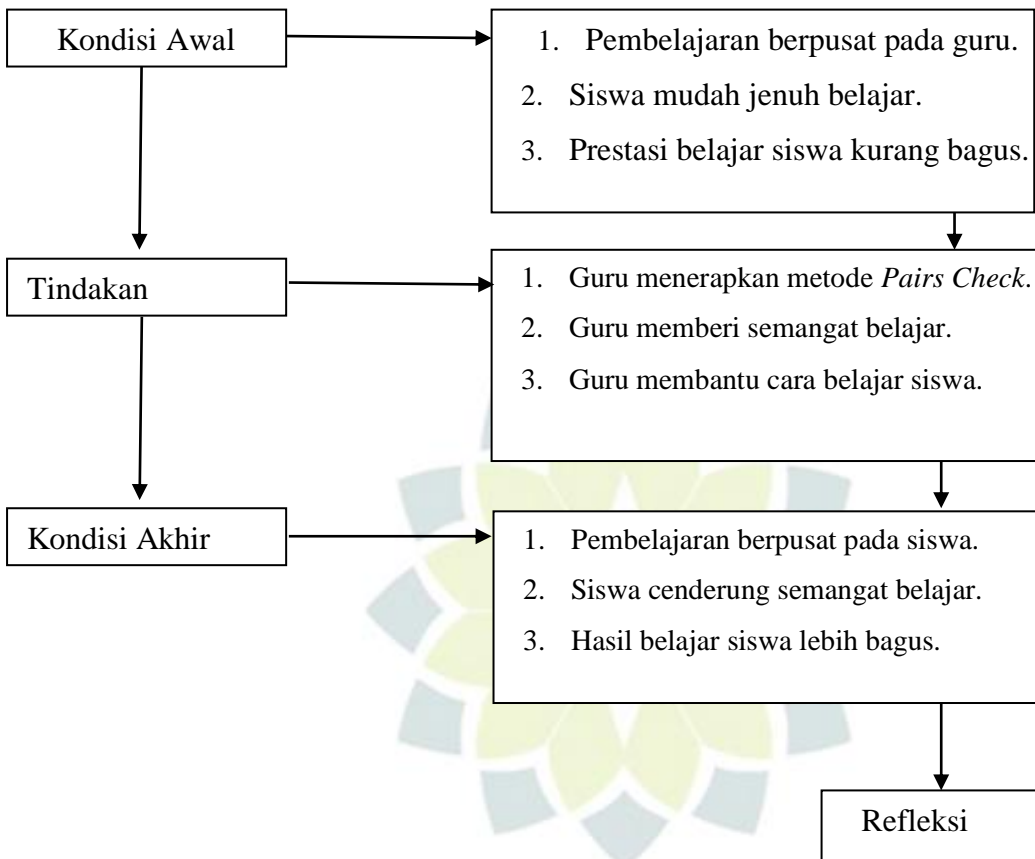 Kondisi Awal
1. Pembelajaran berpusat pada guru.
2. Siswa mudah jenuh belajar.
3. Prestasi belajar siswa kurang bagus.
Tindakan
1. Guru menerapkan metode Pairs Check.
2. Guru memberi semangat belajar.
3. Guru membantu cara belajar siswa.
Kondisi Akhir
1. Pembelajaran berpusat pada siswa.
2. Siswa cenderung semangat belajar.
3. Hasil belajar siswa lebih bagus.
Refleksi